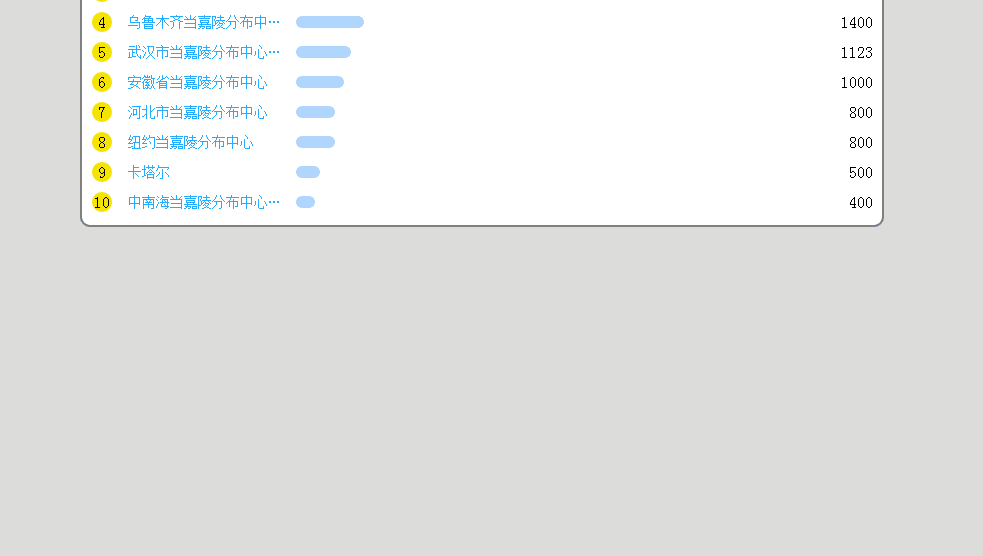 4 乌鲁木齐当嘉陵分布中… 1400
5 武汉市当嘉陵分布中心… 1123
6 安徽省当嘉陵分布中心 1000
7 河北市当嘉陵分布中心 800
8 纽约当嘉陵分布中心 800
9 卡塔尔 500
10 中南海当嘉陵分布中心… 400